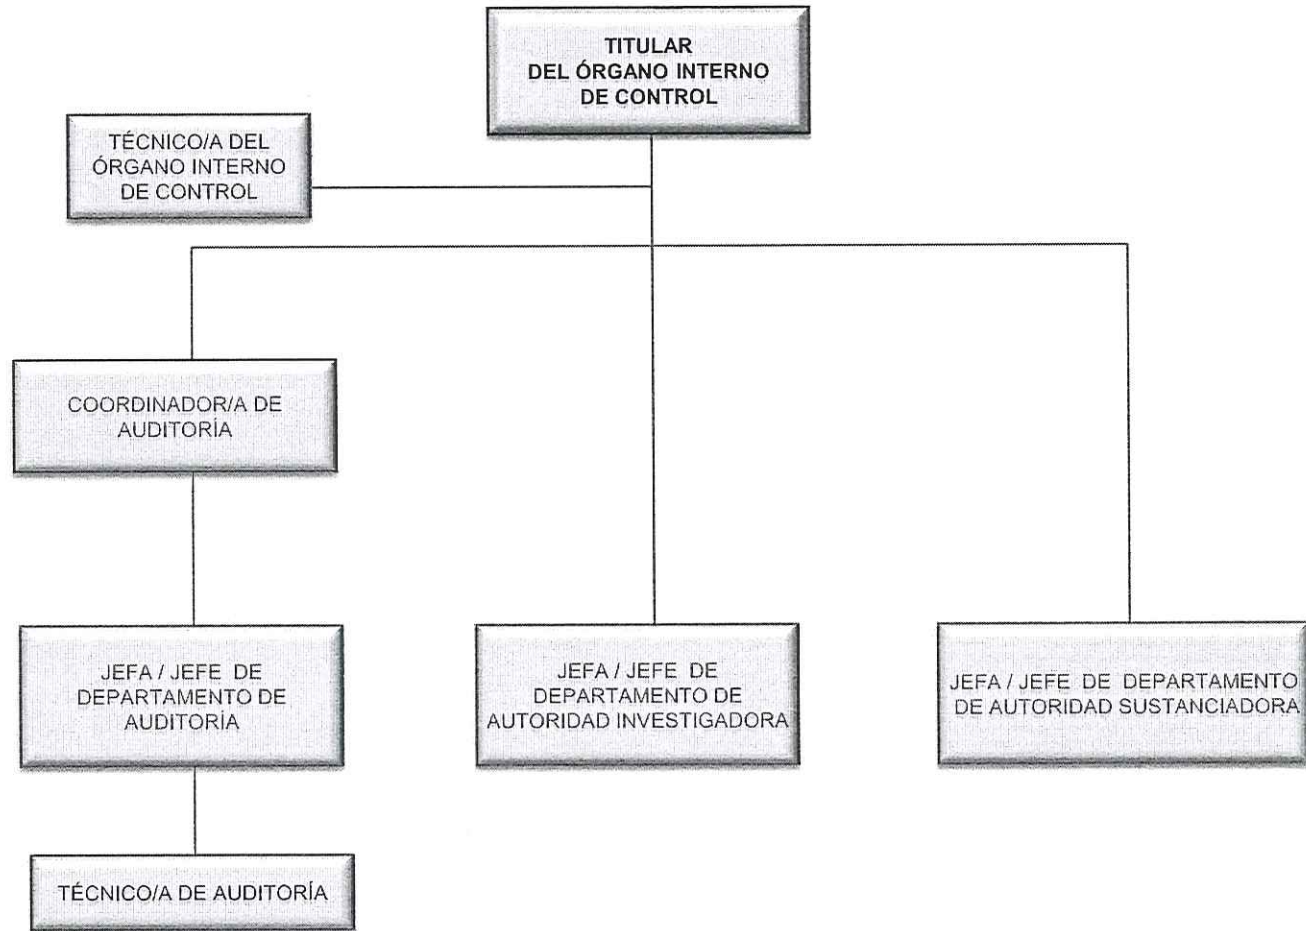 TITULAR
DEL ÓRGANO INTERNO
DE CONTROL
TÉCNICO/A DEL
ÓRGANO INTERNO
DE CONTROL
COORDINADOR/A DE
AUDITORÍA
JEFA / JEFE DE
DEPARTAMENTO DE
AUDITORÍA
JEFA / JEFE DE
DEPARTAMENTO DE
AUTORIDAD INVESTIGADORA
JEFA / JEFE DE DEPARTAMENTO
DE AUTORIDAD SUSTANCIADORA
TÉCNICO/A DE AUDITORÍA